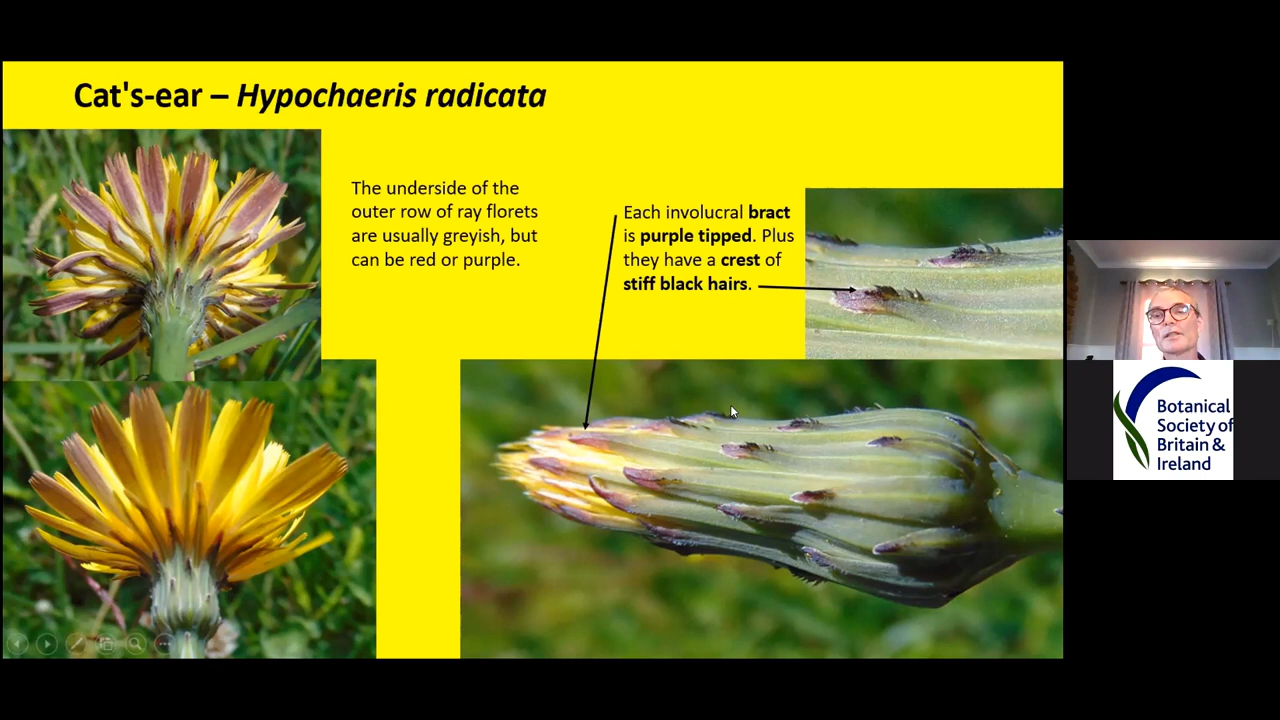 Cat's-ear – Hypochaeris radicata
The underside of the
outer row of ray florets
are usually greyish, but
can be red or purple.
Each involucral bract
is purple tipped. Plus
they have a crest of
stiff black hairs.
Botanical
Society of
Britain &
Ireland